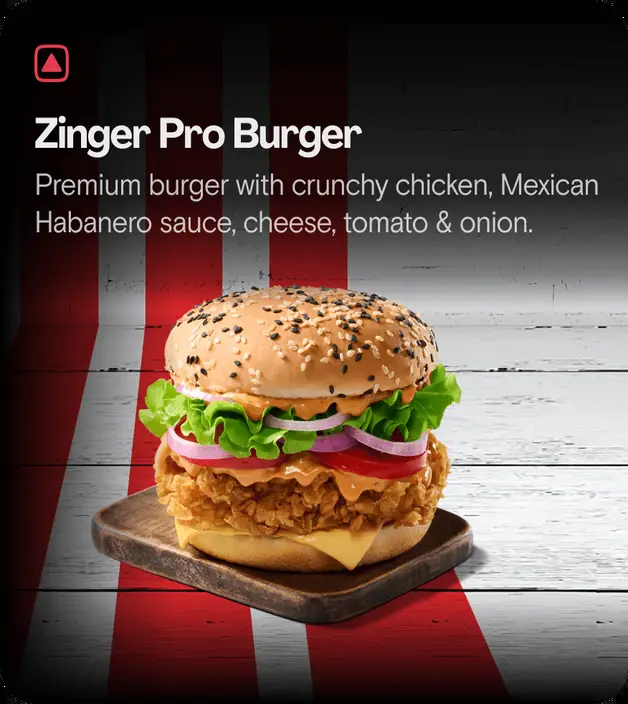 Zinger Pro Burger
Premium burger with crunchy chicken, Mexican
Habanero sauce, cheese, tomato & onion.